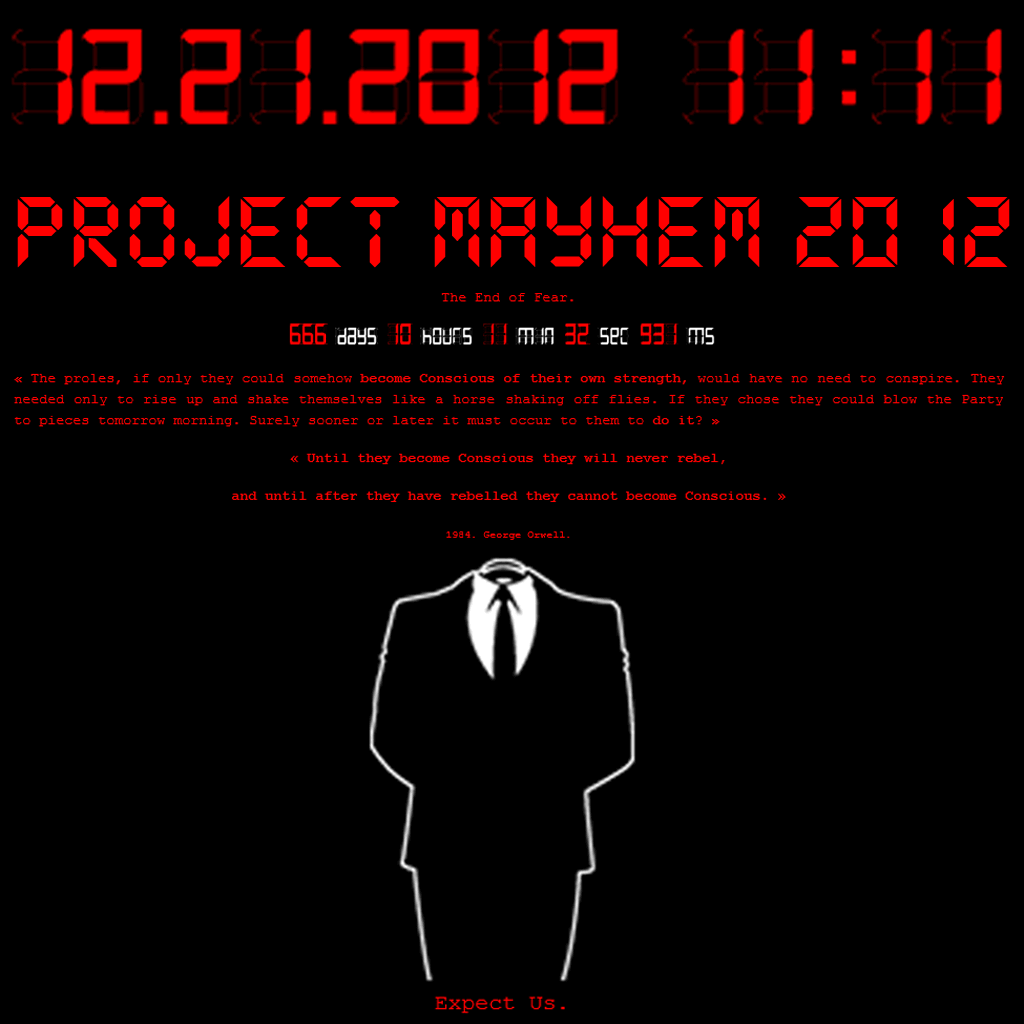 12.21.2012 11:11
PROJECT MAYHEM 2012
The End of Fear.
666 days 10 hours 11 min 32 sec 931 ms
« The proles, if only they could somehow become Conscious of their own strength, would have no need to conspire. They
needed only to rise up and shake themselves like a horse shaking off flies. If they chose they could blow the Party
to pieces tomorrow morning. Surely sooner or later it must occur to them to do it? »
« Until they become Conscious they will never rebel,
and until after they have rebelled they cannot become Conscious. »
1984. George Orwell.
Expect Us.